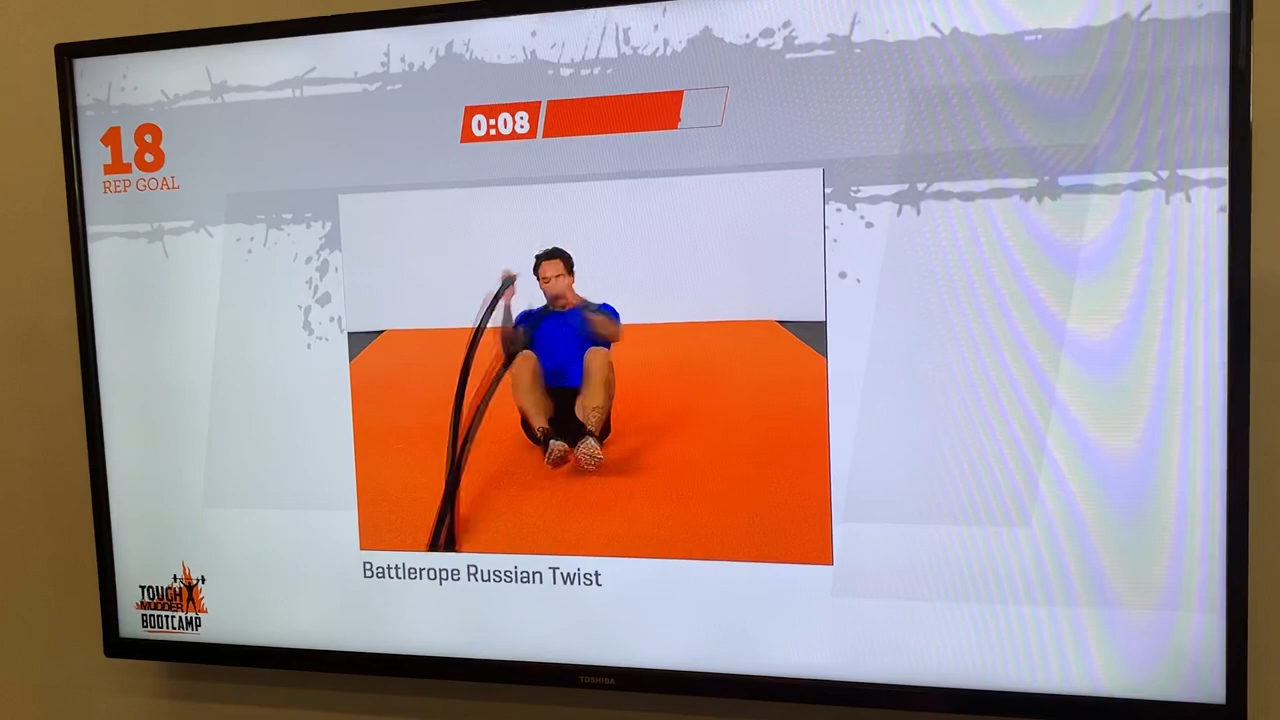 18
REP GOAL
0:08
Battlerope Russian Twist
TOUGH
MUDDER
BOOTCAMP
TOSHIBA